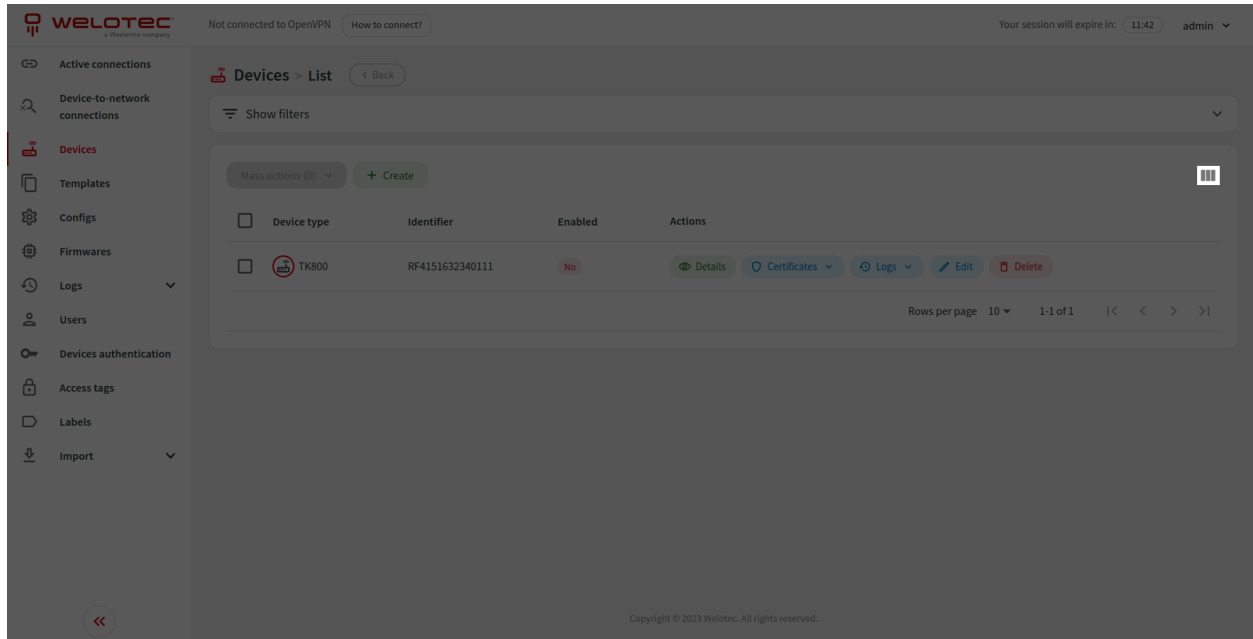 WELOTEC
a Westermo company
Not connected to OpenVPN
How to connect?
Your session will expire in: 11:42
admin
Active connections
Device-to-network
connections
Devices
Templates
Configs
Firmwares
Logs
Users
Devices authentication
Access tags
Labels
Import
Devices > List
< Back
Show filters
Mass actions (0)
+ Create
Device type Identifier Enabled Actions
TK800 RF4151632340111 No Details Certificates Logs Edit Delete
Rows per page 10 1-1 of 1
Copyright © 2023 Welotec. All rights reserved.